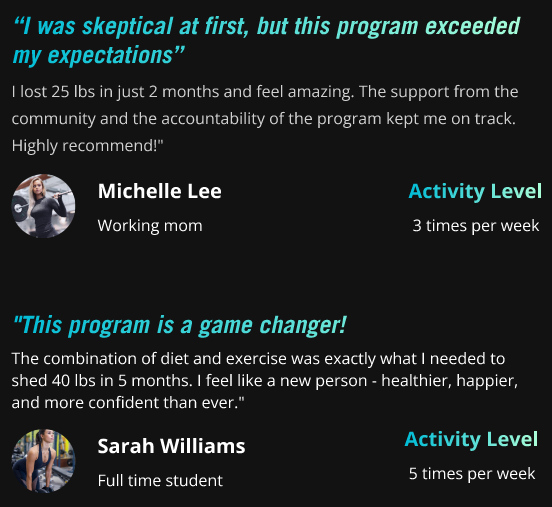 “I was skeptical at first, but this program exceeded
my expectations”
I lost 25 lbs in just 2 months and feel amazing. The support from the
community and the accountability of the program kept me on track.
Highly recommend!"
Michelle Lee
Activity Level
Working mom
3 times per week
"This program is a game changer!
The combination of diet and exercise was exactly what I needed to
shed 40 lbs in 5 months. I feel like a new person - healthier, happier,
and more confident than ever."
Sarah Williams
Activity Level
Full time student
5 times per week